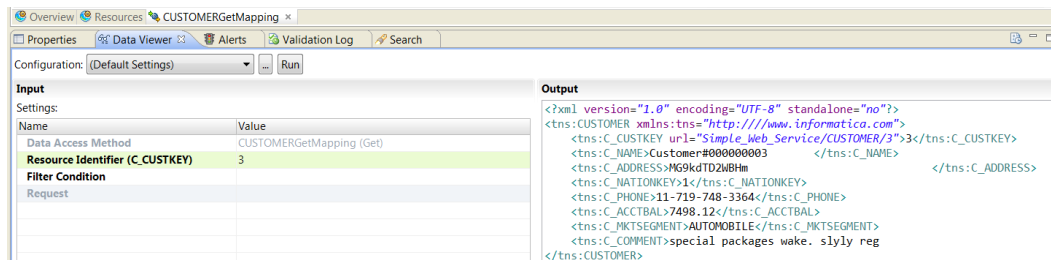 Overview Resources CUSTOMERGetMapping
Properties Data Viewer Alerts Validation Log Search
Configuration: (Default Settings) ... Run
Input
Settings:
Name Value
Data Access Method CUSTOMERGetMapping (Get)
Resource Identifier (C_CUSTKEY) 3
Filter Condition
Request
Output
<?xml version="1.0" encoding="UTF-8" standalone="no"?>
<tns:CUSTOMER xmlns:tns="http:////www.informatica.com">
<tns:C_CUSTKEY url="Simple_Web_Service/CUSTOMER/3">3</tns:C_CUSTKEY>
<tns:C_NAME>Customer#000000003 </tns:C_NAME>
<tns:C_ADDRESS>MG9kdTD2WBHm </tns:C_ADDRESS>
<tns:C_NATIONKEY>1</tns:C_NATIONKEY>
<tns:C_PHONE>11-719-748-3364</tns:C_PHONE>
<tns:C_ACCTBAL>7498.12</tns:C_ACCTBAL>
<tns:C_MKTSEGMENT>AUTOMOBILE</tns:C_MKTSEGMENT>
<tns:C_COMMENT>special packages wake. slyly reg
</tns:CUSTOMER>